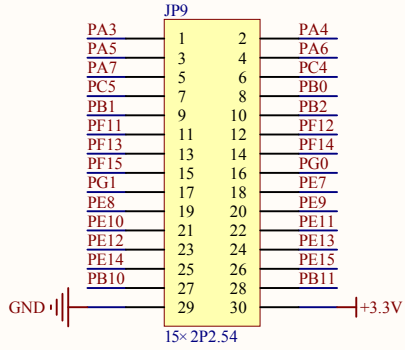 JP9
PA3 1 2 PA4
PA5 3 4 PA6
PA7 5 6 PC4
PC5 7 8 PB0
PB1 9 10 PB2
PF11 11 12 PF12
PF13 13 14 PF14
PF15 15 16 PG0
PG1 17 18 PE7
PE8 19 20 PE9
PE10 21 22 PE11
PE12 23 24 PE13
PE14 25 26 PE15
PB10 27 28 PB11
GND 29 30 +3.3V
15×2P2.54